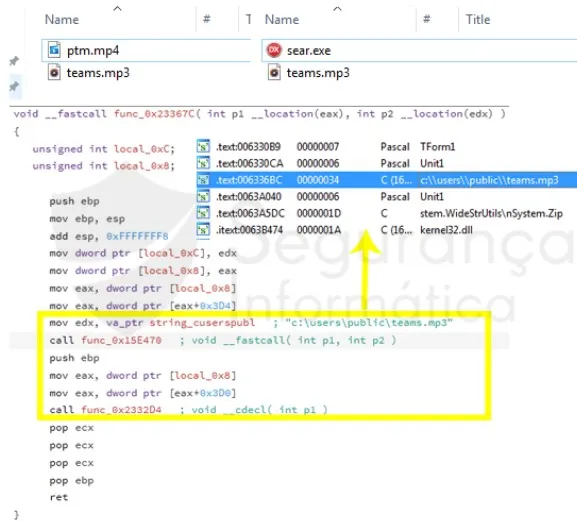 Name # Ti Name # Title
ptm.mp4 sear.exe
teams.mp3 teams.mp3
void __fastcall func_0x23367C( int p1 __location(eax), int p2 __location(edx) )
{
unsigned int local_0xC;
unsigned int local_0x8;
.text:006330B9 00000007 Pascal TForm1
.text:006330CA 00000006 Pascal Unit1
.text:006336BC 00000034 C (16... c:\\users\\public\\teams.mp3
.text:0063A040 00000006 Pascal Unit1
.text:0063A5DC 0000001D C stem.WideStrUtils\nSystem.Zip
.text:0063B474 0000001A C (16... kernel32.dll
push ebp
mov ebp, esp
add esp, 0xFFFFFFF8
mov dword ptr [local_0xC], edx
mov dword ptr [local_0x8], eax
mov eax, dword ptr [local_0x8]
mov eax, dword ptr [eax+0x3D4]
mov edx, va_ptr string_cuserspubl ; "c:\users\public\teams.mp3"
call func_0x15E470 ; void __fastcall( int p1, int p2 )
push ebp
mov eax, dword ptr [local_0x8]
mov eax, dword ptr [eax+0x3D0]
call func_0x2332D4 ; void __cdecl( int p1 )
pop ecx
pop ecx
pop ecx
pop ebp
ret
}
Segurança
Informática